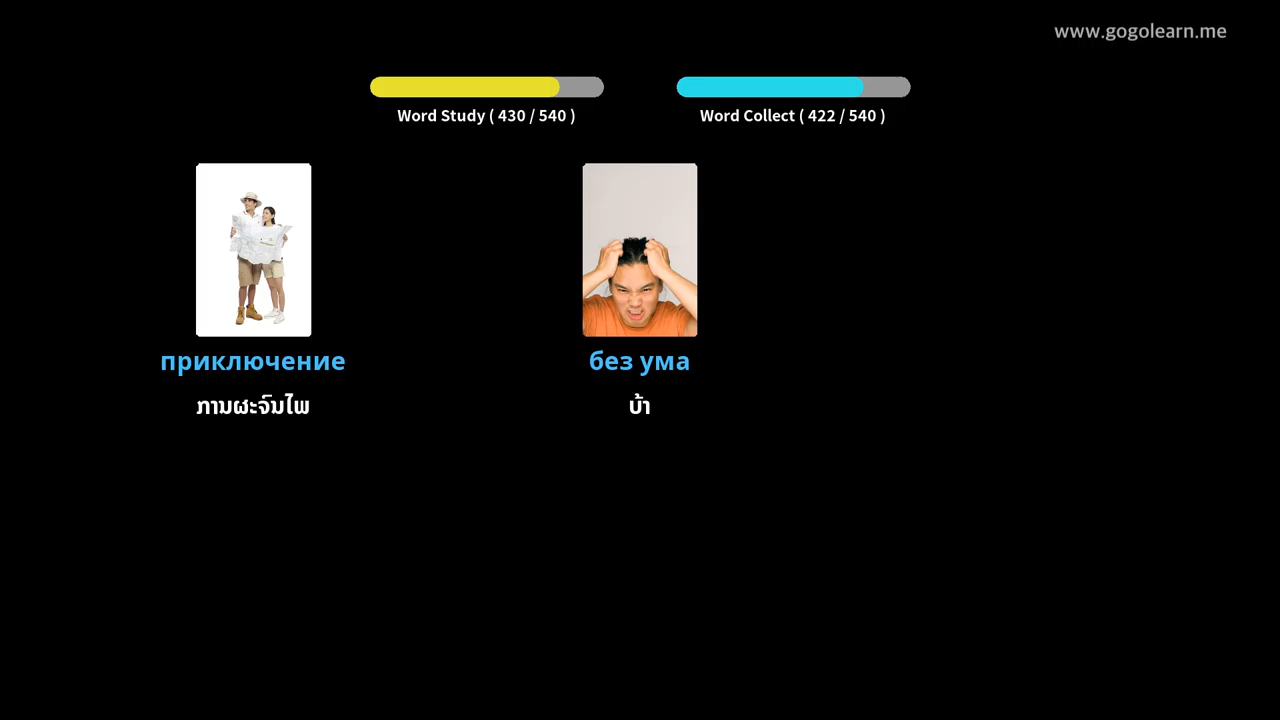 www.gogolearn.me
Word Study ( 430 / 540 )
Word Collect ( 422 / 540 )
приключение
без ума
ການຜະຈົນໄພ
ບ້າ